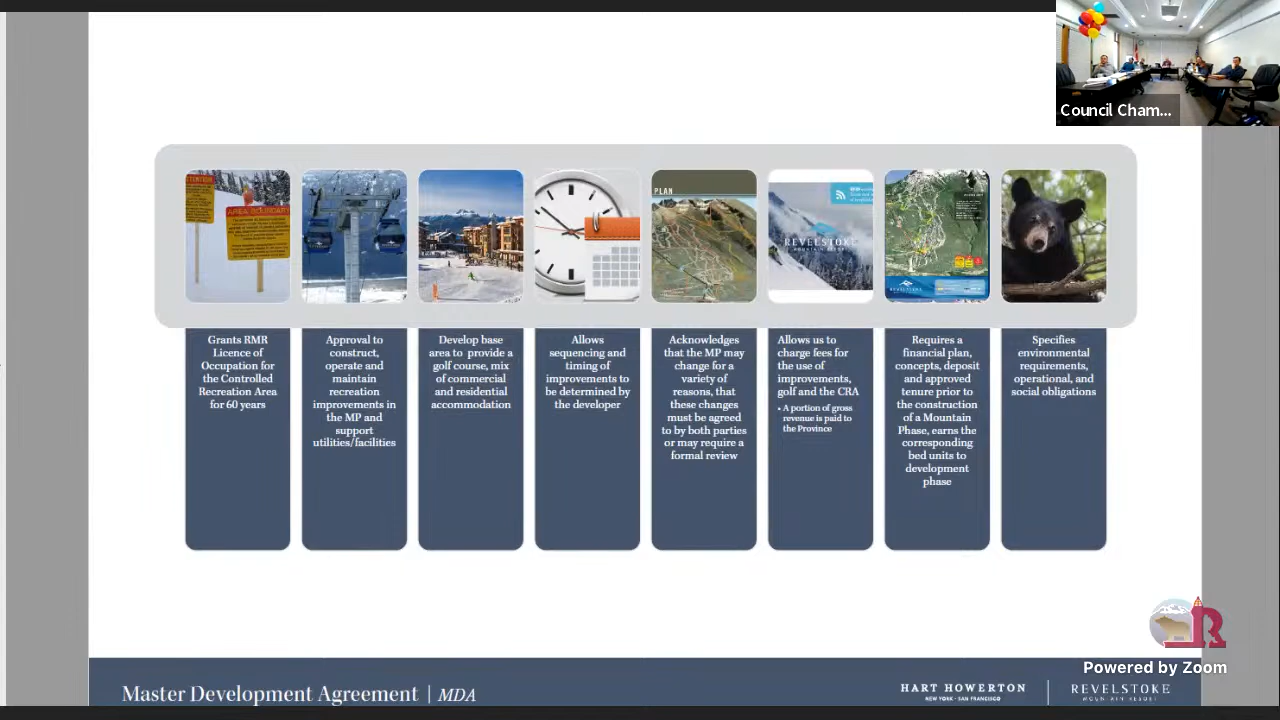 Council Cham...
AREA BOUNDARY
PLAN
REVELSTOKE
Grants RMR
Licence of
Occupation for
the Controlled
Recreation Area
for 60 years
Approval to
construct,
operate and
maintain
recreation
improvements in
the MP and
support
utilities/facilities
Develop base
area to provide a
golf course, mix
of commercial
and residential
accommodation
Allows
sequencing and
timing of
improvements to
be determined by
the developer
Acknowledges
that the MP may
change for a
variety of
reasons, that
these changes
must be agreed
to by both parties
or may require a
formal review
Allows us to
charge fees for
the use of
improvements,
golf and the CRA
• A portion of gross
revenue is paid to
the Province
Requires a
financial plan,
concepts, deposit
and approved
tenure prior to
the construction
of a Mountain
Phase, earns the
corresponding
bed units to
development
phase
Specifies
environmental
requirements,
operational, and
social obligations
R
Powered by Zoom
Master Development Agreement | MDA
HART HOWERTON
NEW YORK · SAN FRANCISCO
REVELSTOKE
MOUNTAIN RESORT